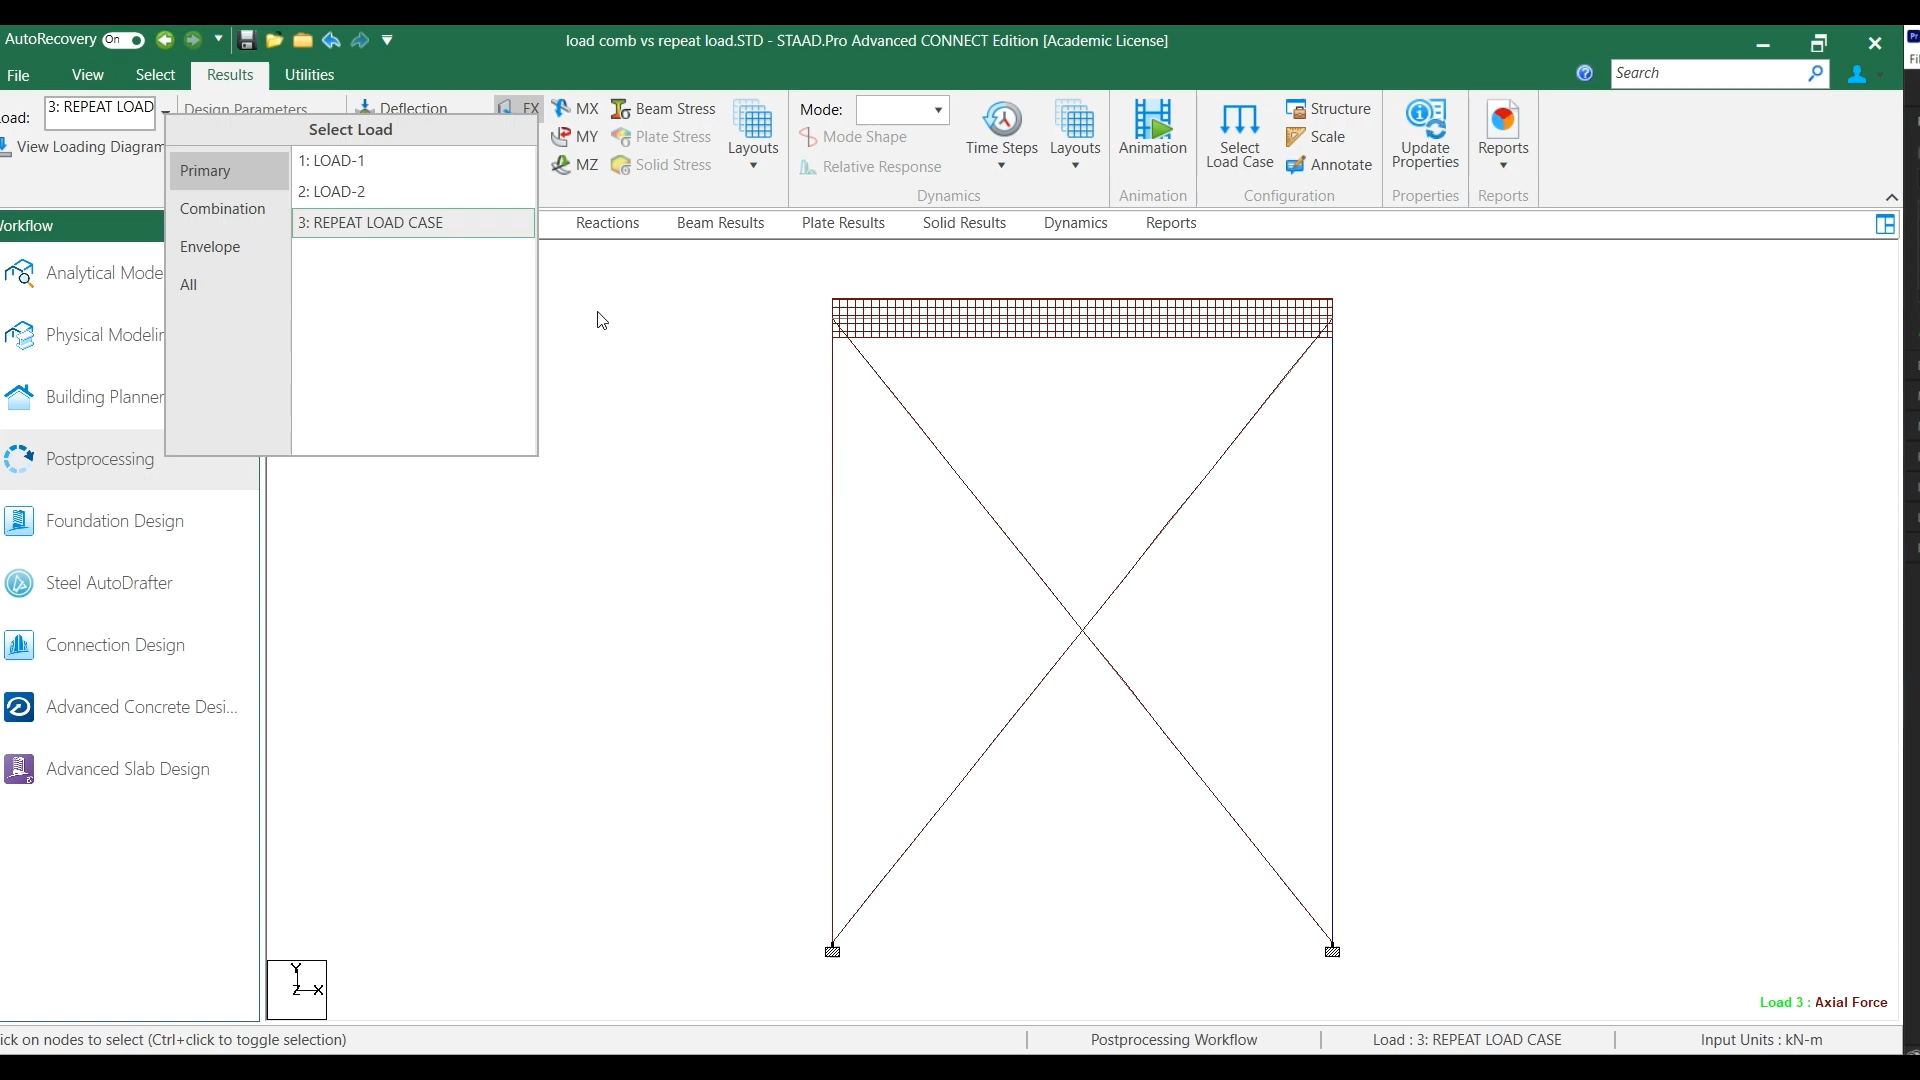 AutoRecovery On
load comb vs repeat load.STD - STAAD.Pro Advanced CONNECT Edition [Academic License]
File View Select Results Utilities
Search
oad: 3: REPEAT LOAD
View Loading Diagram
Design Parameters
Deflection
FX
MX
MY
MZ
Beam Stress
Plate Stress
Solid Stress
Layouts
Mode:
Mode Shape
Relative Response
Time Steps
Layouts
Dynamics
Animation
Animation
Select
Load Case
Structure
Scale
Annotate
Configuration
Update
Properties
Properties
Reports
Reports
Select Load
Primary
Combination
Envelope
All
1: LOAD-1
2: LOAD-2
3: REPEAT LOAD CASE
Reactions Beam Results Plate Results Solid Results Dynamics Reports
orkflow
Analytical Mode
Physical Modelin
Building Planner
Postprocessing
Foundation Design
Steel AutoDrafter
Connection Design
Advanced Concrete Desi...
Advanced Slab Design
Y
Z X
Load 3 : Axial Force
ick on nodes to select (Ctrl+click to toggle selection)
Postprocessing Workflow
Load : 3: REPEAT LOAD CASE
Input Units : kN-m
Pr
Fil